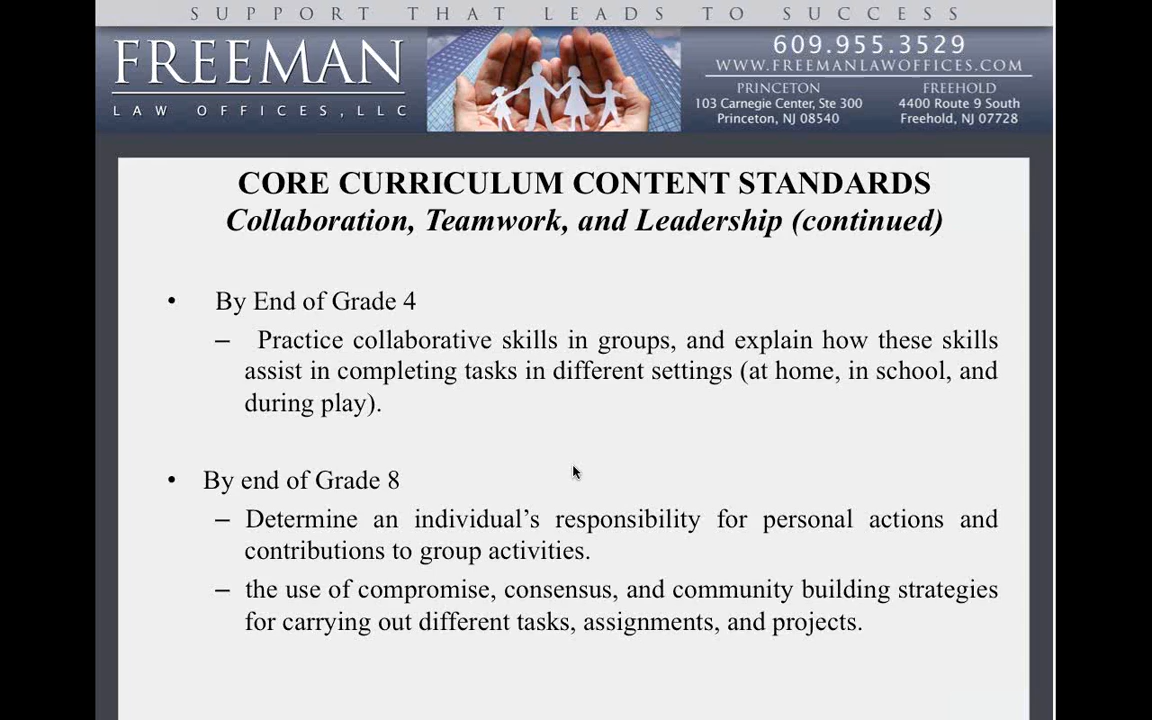 SUPPORT THAT LEADS TO SUCCESS
FREEMAN
LAW OFFICES, LLC
609.955.3529
WWW.FREEMANLAWOFFICES.COM
PRINCETON
103 Carnegie Center, Ste 300
Princeton, NJ 08540
FREEHOLD
4400 Route 9 South
Freehold, NJ 07728
CORE CURRICULUM CONTENT STANDARDS
Collaboration, Teamwork, and Leadership (continued)
• By End of Grade 4
– Practice collaborative skills in groups, and explain how these skills
assist in completing tasks in different settings (at home, in school, and
during play).
• By end of Grade 8
– Determine an individual’s responsibility for personal actions and
contributions to group activities.
– the use of compromise, consensus, and community building strategies
for carrying out different tasks, assignments, and projects.